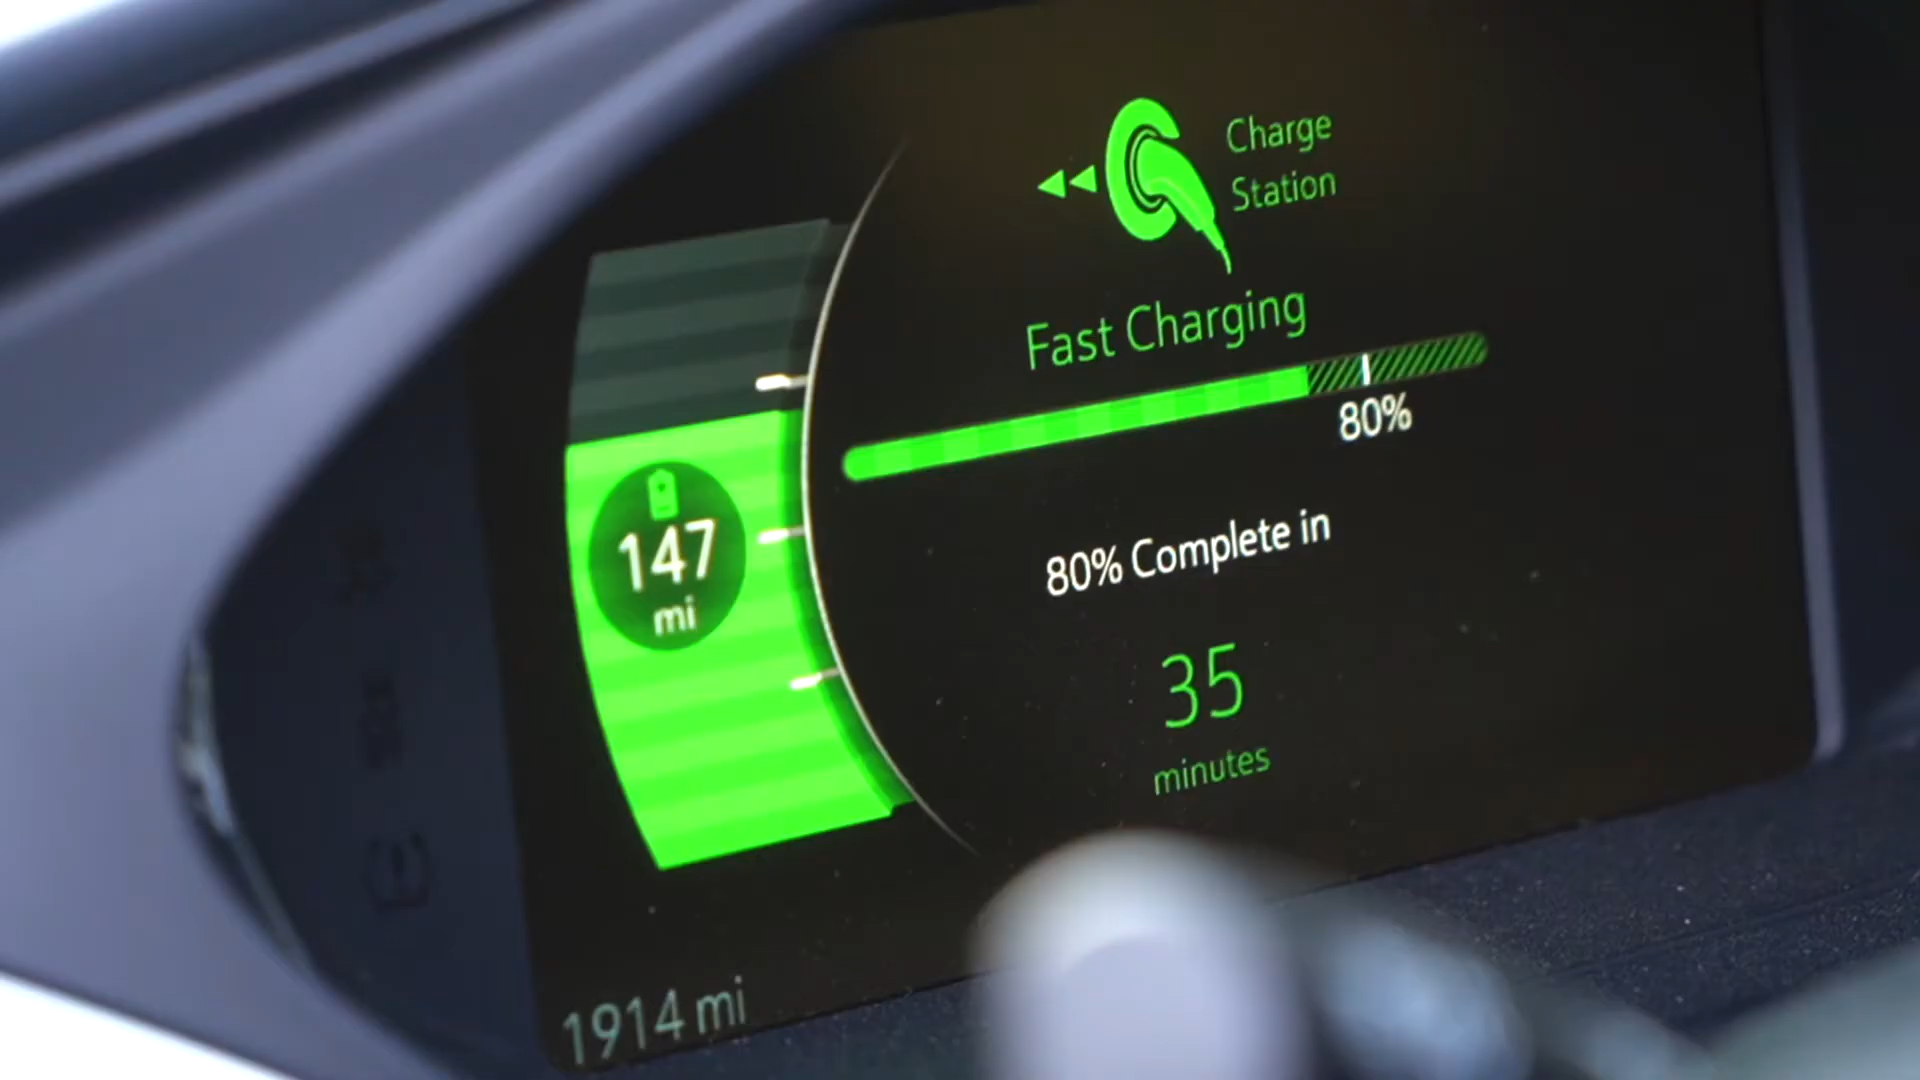 Charge
Station
Fast Charging
80%
147
mi
80% Complete in
35
minutes
1914 mi